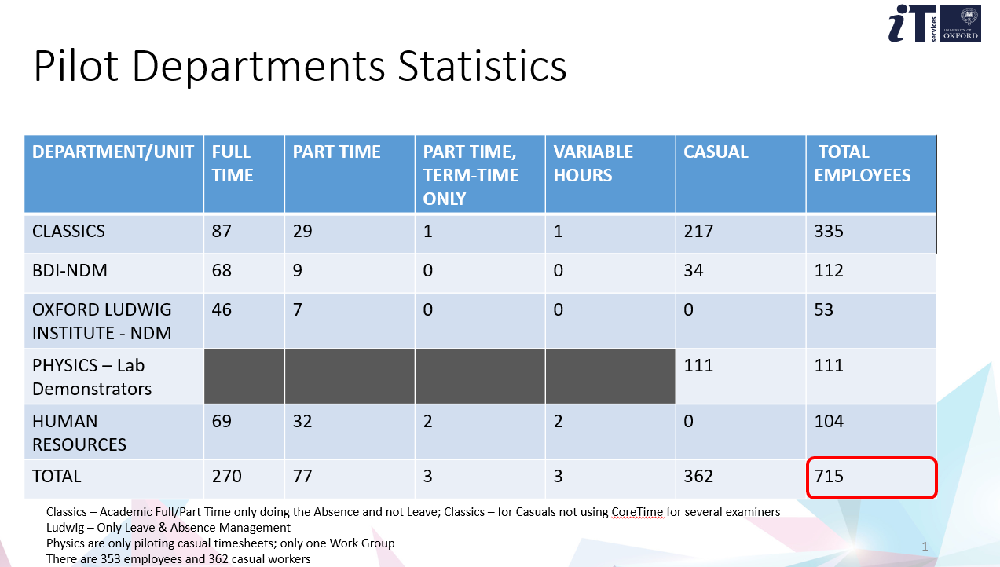 iT services
UNIVERSITY OF
OXFORD
Pilot Departments Statistics
DEPARTMENT/UNIT FULL TIME PART TIME PART TIME, TERM-TIME ONLY VARIABLE HOURS CASUAL TOTAL EMPLOYEES
CLASSICS 87 29 1 1 217 335
BDI-NDM 68 9 0 0 34 112
OXFORD LUDWIG INSTITUTE - NDM 46 7 0 0 0 53
PHYSICS – Lab Demonstrators 111 111
HUMAN RESOURCES 69 32 2 2 0 104
TOTAL 270 77 3 3 362 715
Classics – Academic Full/Part Time only doing the Absence and not Leave; Classics – for Casuals not using CoreTime for several examiners
Ludwig – Only Leave & Absence Management
Physics are only piloting casual timesheets; only one Work Group
There are 353 employees and 362 casual workers
1